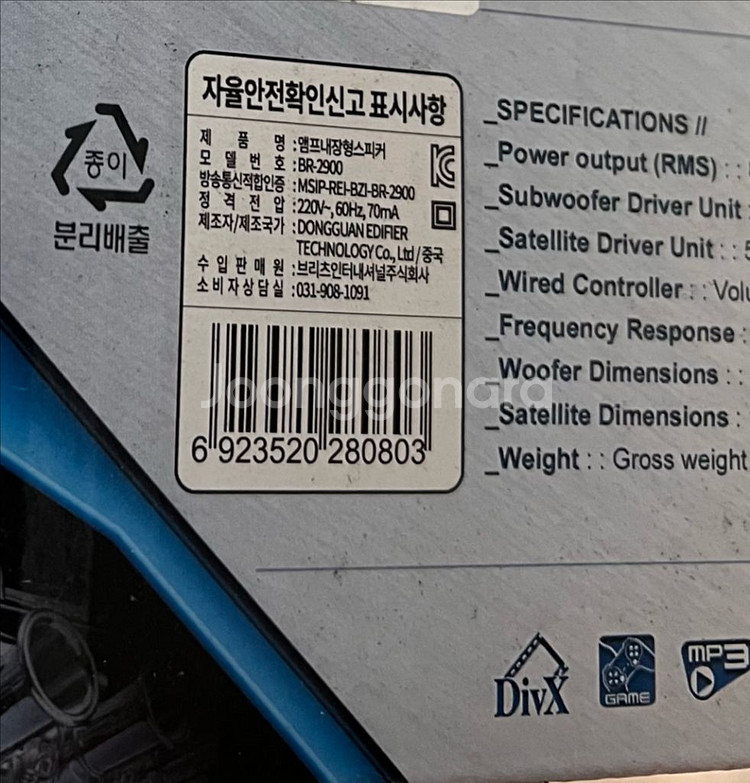 종이
분리배출
자율안전확인신고 표시사항
제 품 명 : 앰프내장형스피커
모 델 번 호 : BR-2900
방송통신적합인증 : MSIP-REI-BZI-BR-2900
정 격 전 압 : 220V~, 60Hz, 70mA
제조자/제조국가 : DONGGUAN EDIFIER
TECHNOLOGY Co., Ltd / 중국
수 입 판 매 원 : 브리츠인터내셔널주식회사
소 비 자 상 담 실 : 031-908-1091
6 923520 280803
Joonggonara
_SPECIFICATIONS //
_Power output (RMS) : :
_Subwoofer Driver Unit :
_Satellite Driver Unit : : 5
_Wired Controller : : Volu
_Frequency Response :
_Woofer Dimensions : :
_Satellite Dimensions :
_Weight : : Gross weight
DivX
GAME
MP3